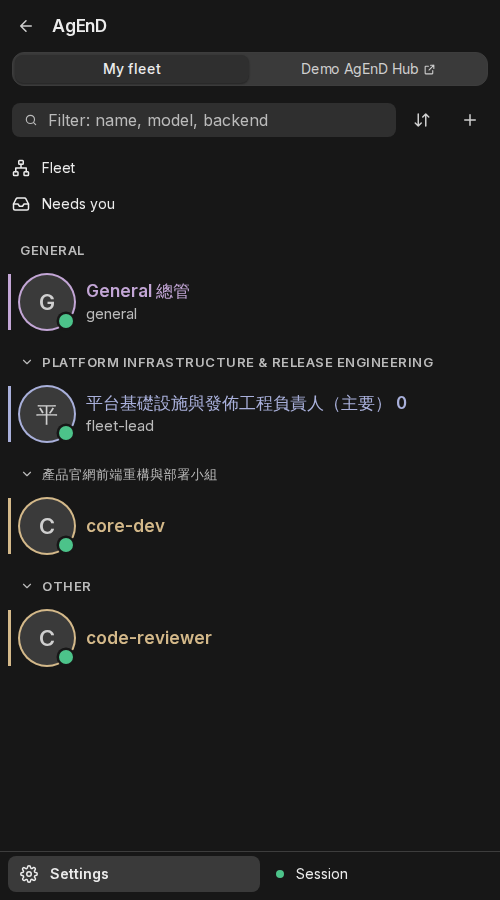 AgEnD
My fleet
Demo AgEnD Hub
Filter: name, model, backend
Fleet
Needs you
GENERAL
G
General 總管
general
PLATFORM INFRASTRUCTURE & RELEASE ENGINEERING
平
平台基礎設施與發佈工程負責人（主要） 0
fleet-lead
產品官網前端重構與部署小組
C
core-dev
OTHER
C
code-reviewer
Settings
Session